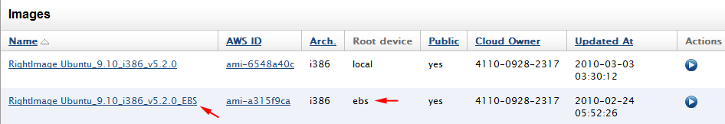 Images
Name AWS ID Arch. Root device Public Cloud Owner Updated At Actions
RightImage Ubuntu_9.10_i386_v5.2.0 ami-6548a40c i386 local yes 4110-0928-2317 2010-03-03 03:30:12
RightImage Ubuntu_9.10_i386_v5.2.0_EBS ami-a315f9ca i386 ebs yes 4110-0928-2317 2010-02-24 05:52:26